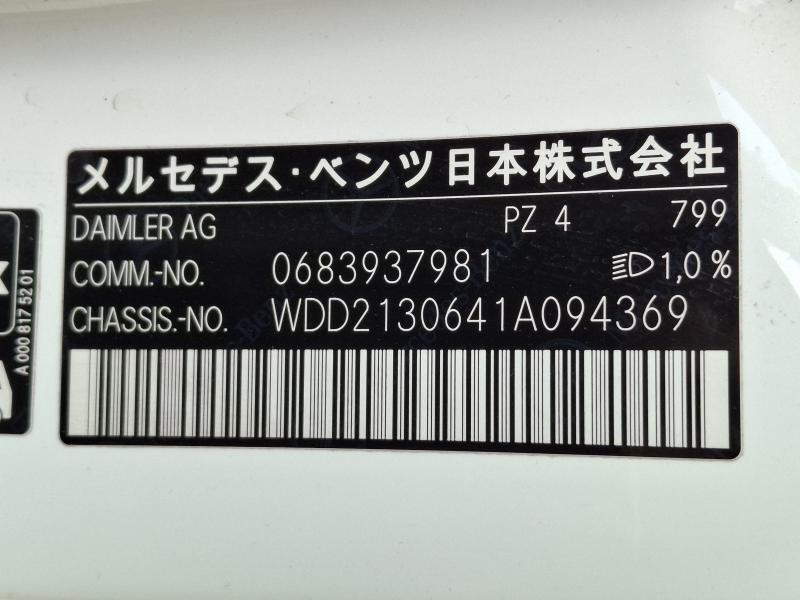 メルセデス・ベンツ日本株式会社
DAIMLER AG PZ 4 799
COMM.-NO. 0683937981 1,0 %
CHASSIS.-NO. WDD2130641A094369
A 000 817 52 01